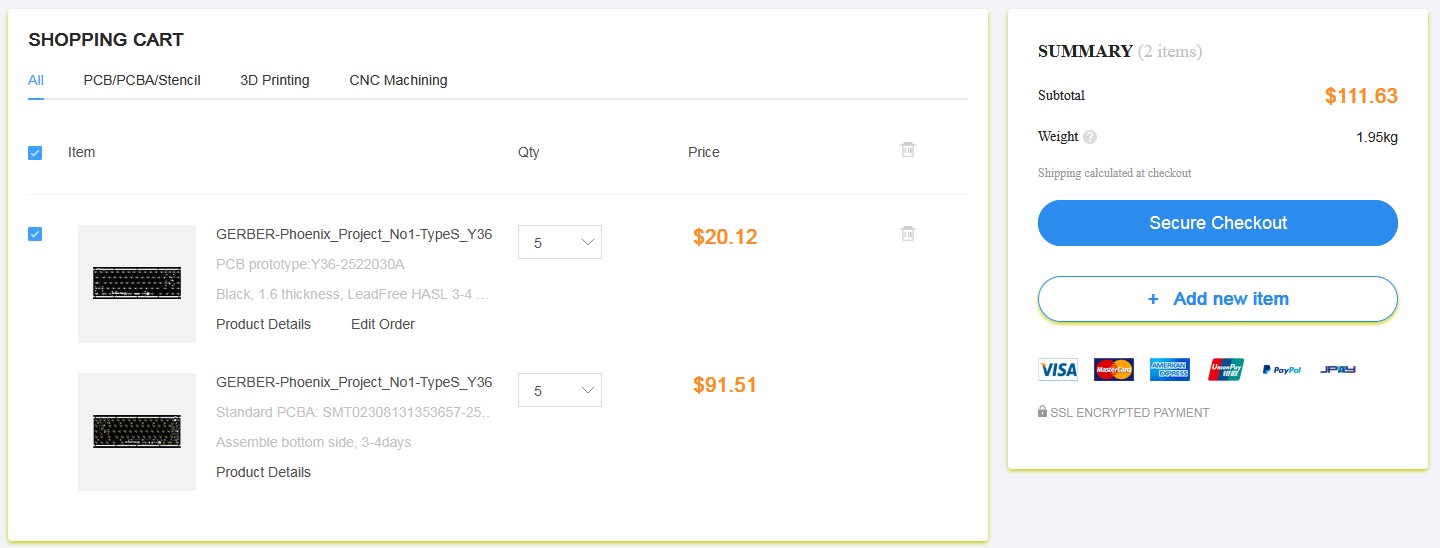 SHOPPING CART
All PCB/PCBA/Stencil 3D Printing CNC Machining
Item Qty Price
GERBER-Phoenix_Project_No1-TypeS_Y36 5 $20.12
PCB prototype:Y36-2522030A
Black, 1.6 thickness, LeadFree HASL 3-4 ...
Product Details Edit Order
GERBER-Phoenix_Project_No1-TypeS_Y36 5 $91.51
Standard PCBA: SMT02308131353657-25...
Assemble bottom side, 3-4days
Product Details
SUMMARY (2 items)
Subtotal $111.63
Weight ? 1.95kg
Shipping calculated at checkout
Secure Checkout
+ Add new item
VISA MasterCard AMERICAN EXPRESS UnionPay 银联 PayPal JPAY
SSL ENCRYPTED PAYMENT